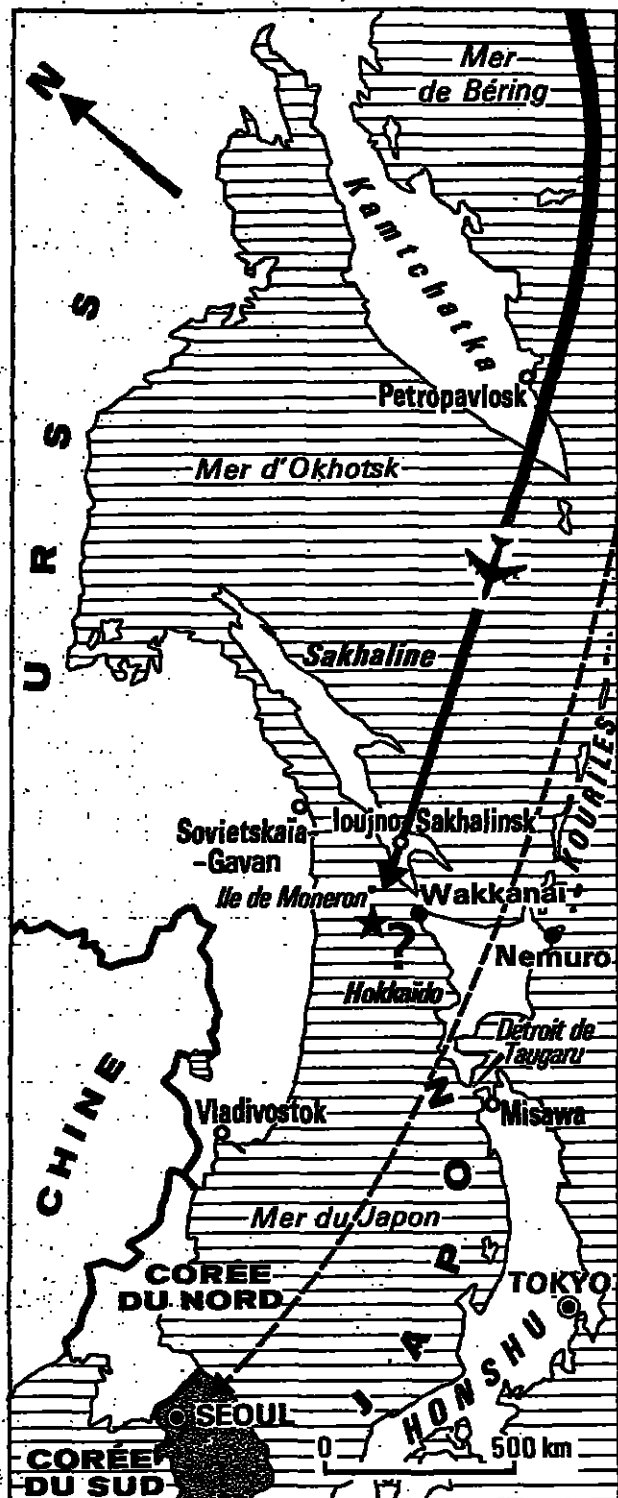 Mer
de Béring
N
Kamtchatka
Petropavlosk
Mer d'Okhotsk
URSS
Sakhaline
KOURILES
Sovietskaïa-
-Gavan
Ioujno-Sakhalinsk
Ile de Moneron
Wakkanaï
?
Nemuro
Hokkaïdo
Détroit de
Taugaru
Misawa
CHINE
Vladivostok
JAPON
Mer du Japon
CORÉE
DU NORD
TOKYO
HONSHU
SEOUL
0 500 km
CORÉE
DU SUD